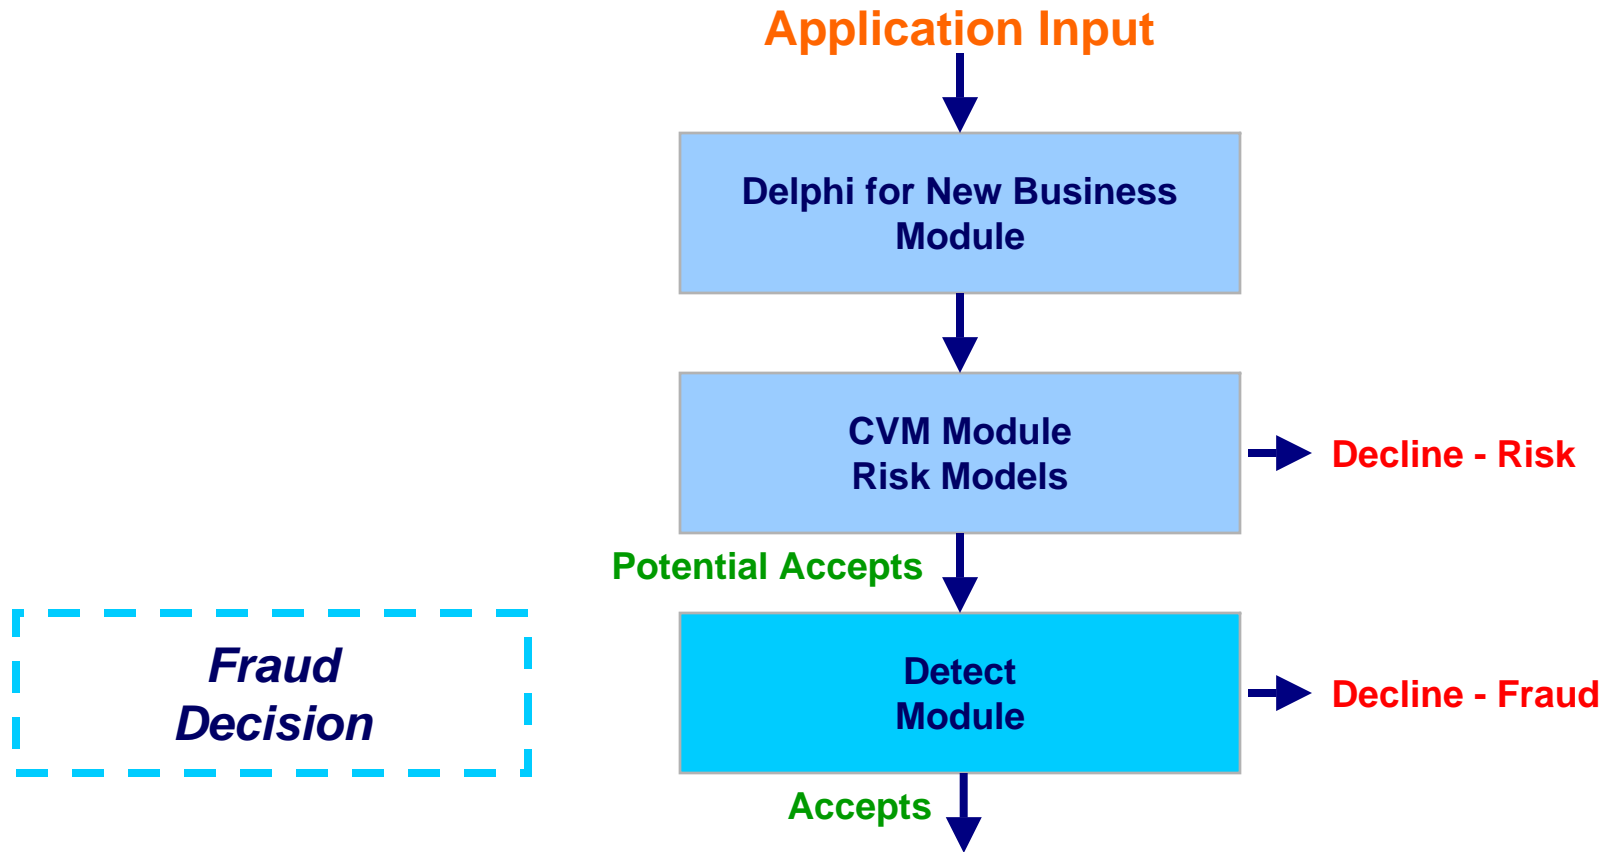 Application Input
Delphi for New Business
Module
CVM Module
Risk Models
Decline - Risk
Potential Accepts
Fraud
Decision
Detect
Module
Decline - Fraud
Accepts